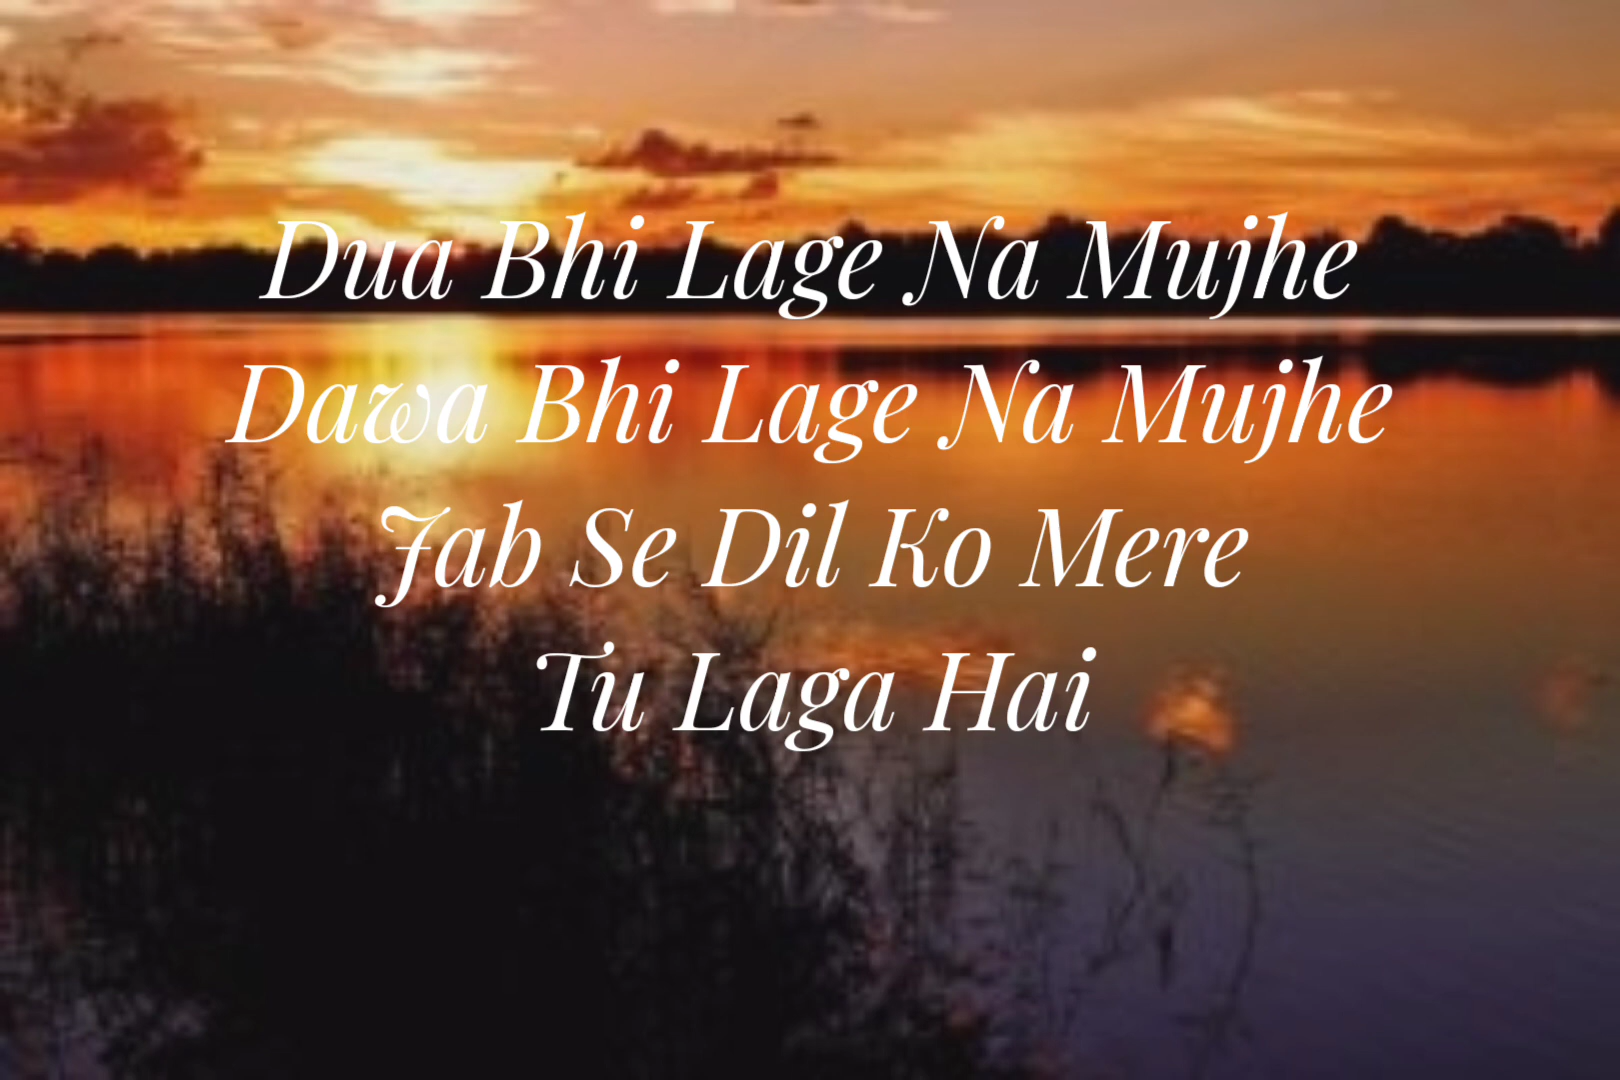 Dua Bhi Lage Na Mujhe
Dawa Bhi Lage Na Mujhe
Jab Se Dil Ko Mere
Tu Laga Hai